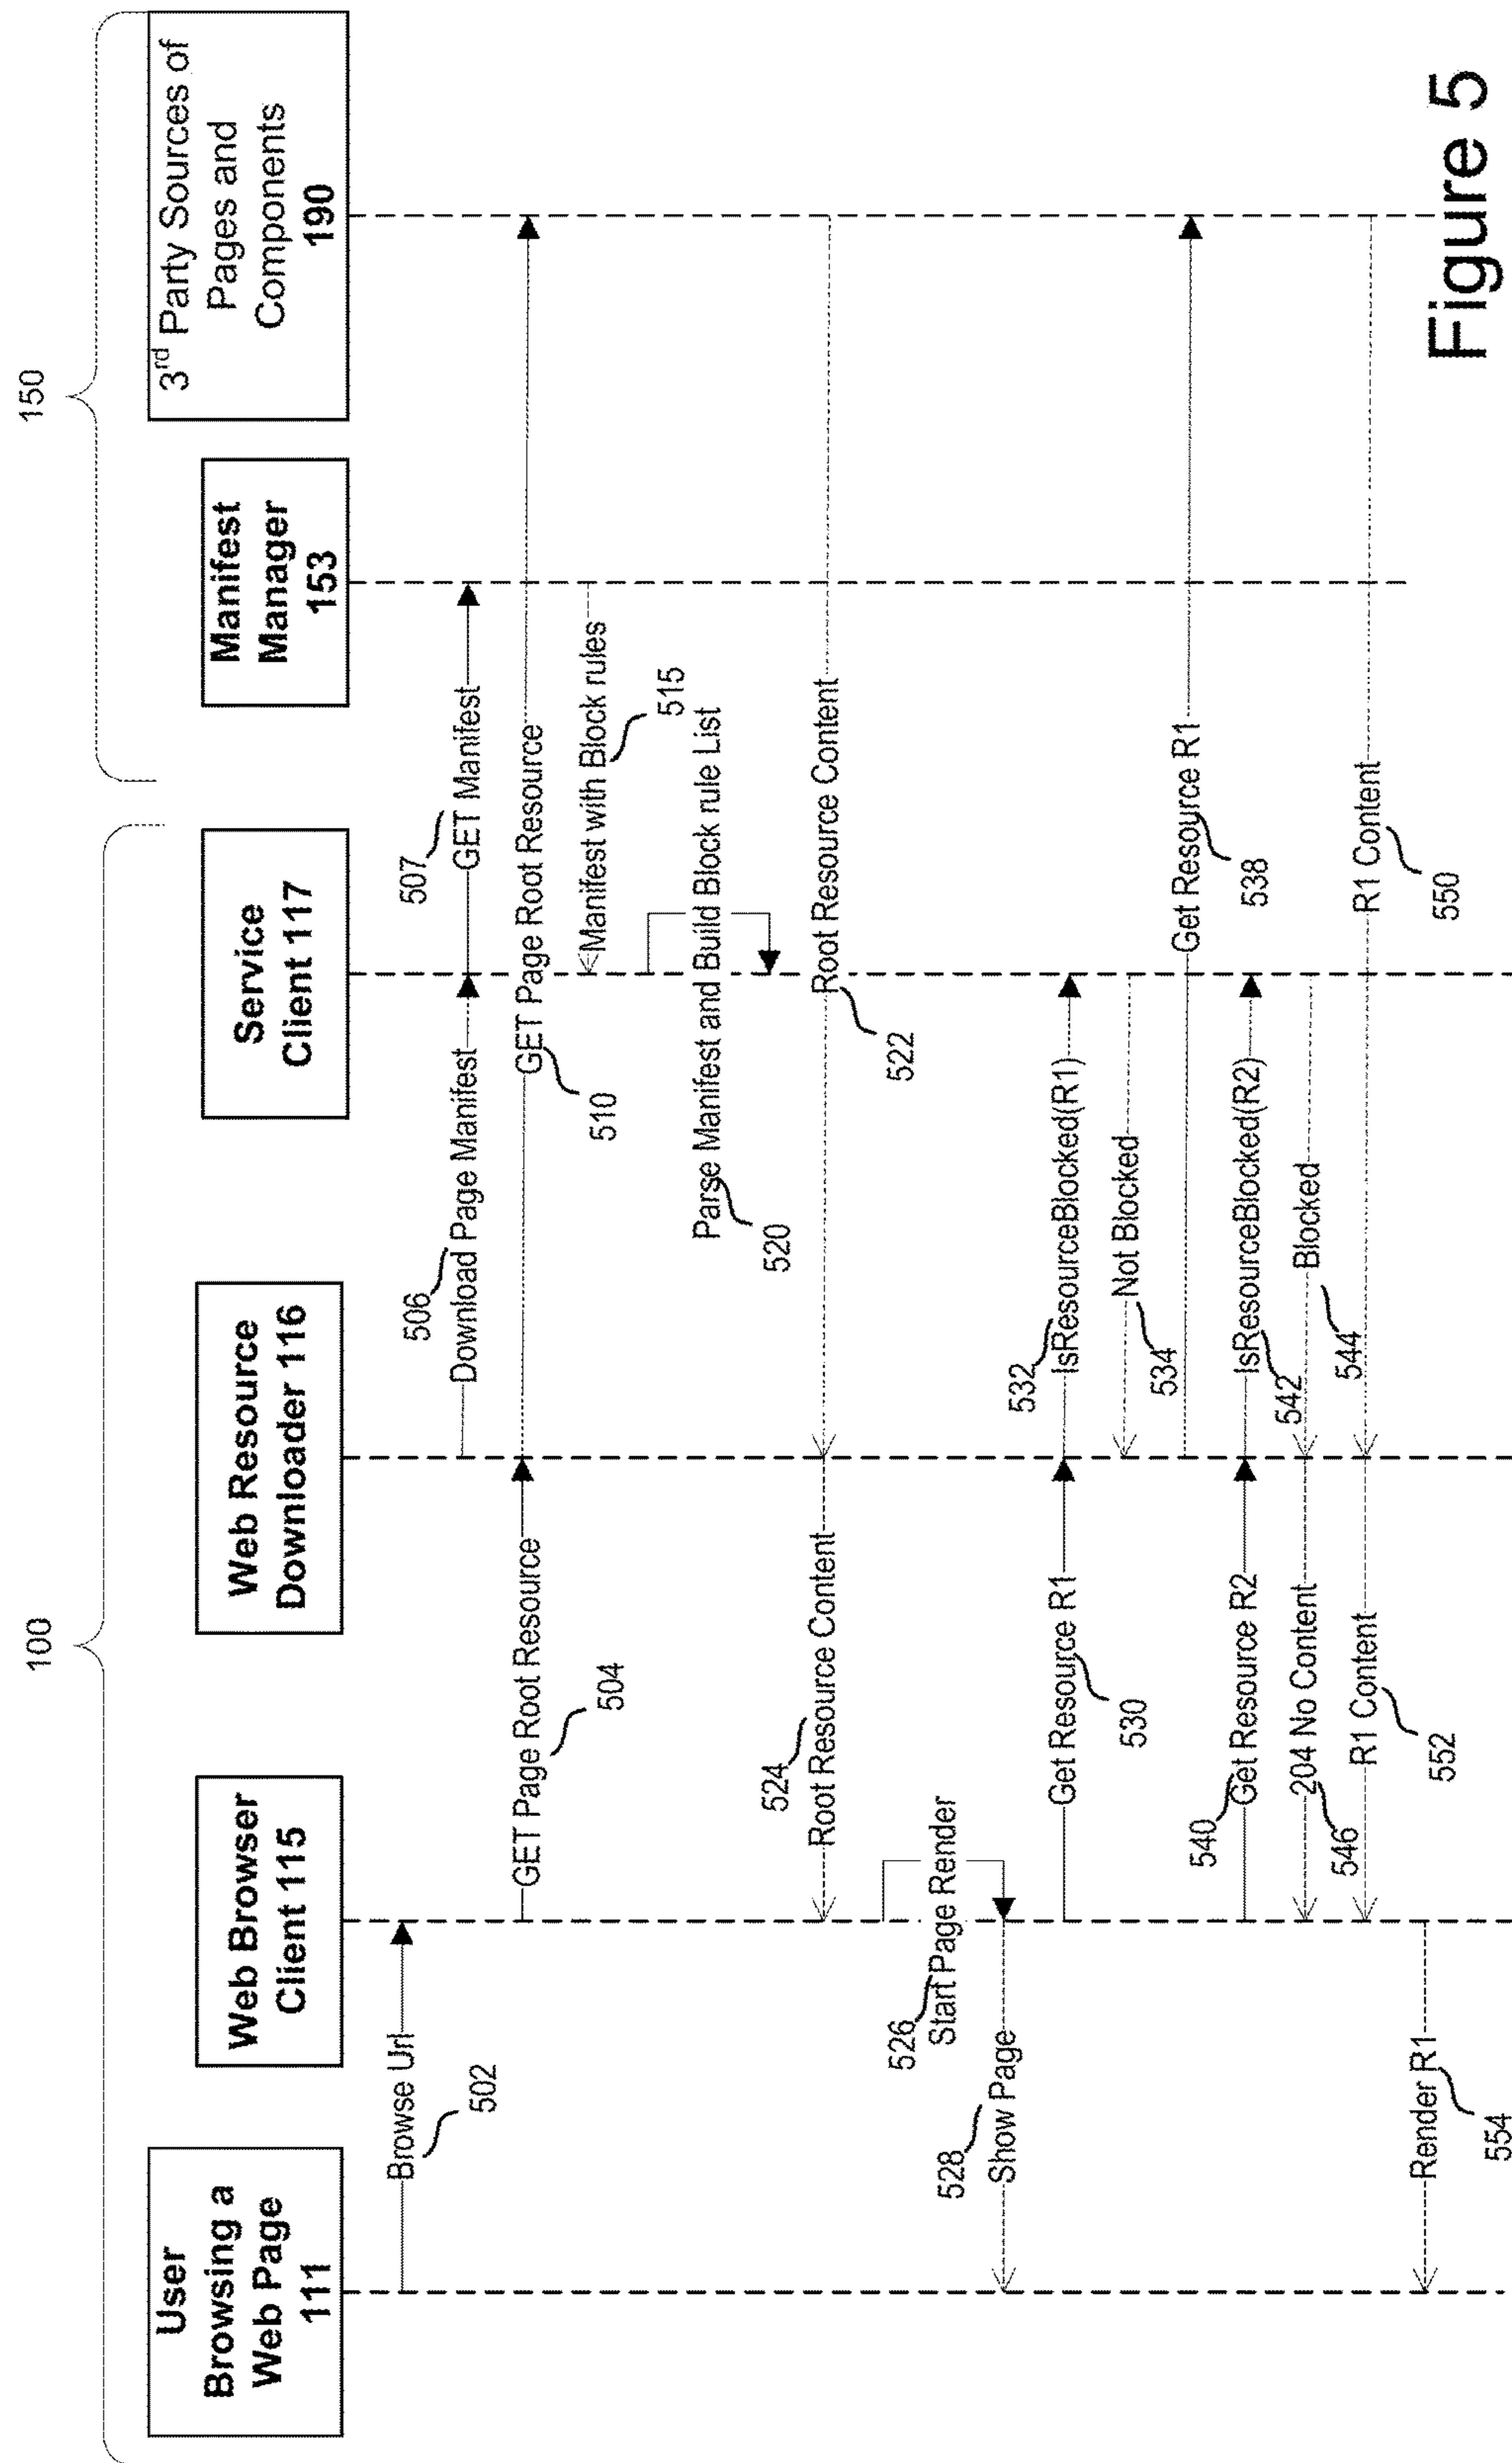 100
150
User
Browsing a
Web Page
111
Web Browser
Client 115
Web Resource
Downloader 116
Service
Client 117
Manifest
Manager
153
3rd Party Sources of
Pages and
Components
190
Browse Url
502
506
Download Page Manifest
507
GET Manifest
GET Page Root Resource
504
GET Page Root Resource
510
Manifest with Block rules
515
Parse Manifest and Build Block rule List
520
Root Resource Content
522
524
Root Resource Content
526
Start Page Render
528
Show Page
Get Resource R1
530
532
IsResourceBlocked(R1)
Not Blocked
534
Get Resource R1
538
540
Get Resource R2
IsResourceBlocked(R2)
542
Blocked
544
204 No Content
546
R1 Content
550
R1 Content
552
Render R1
554
Figure 5